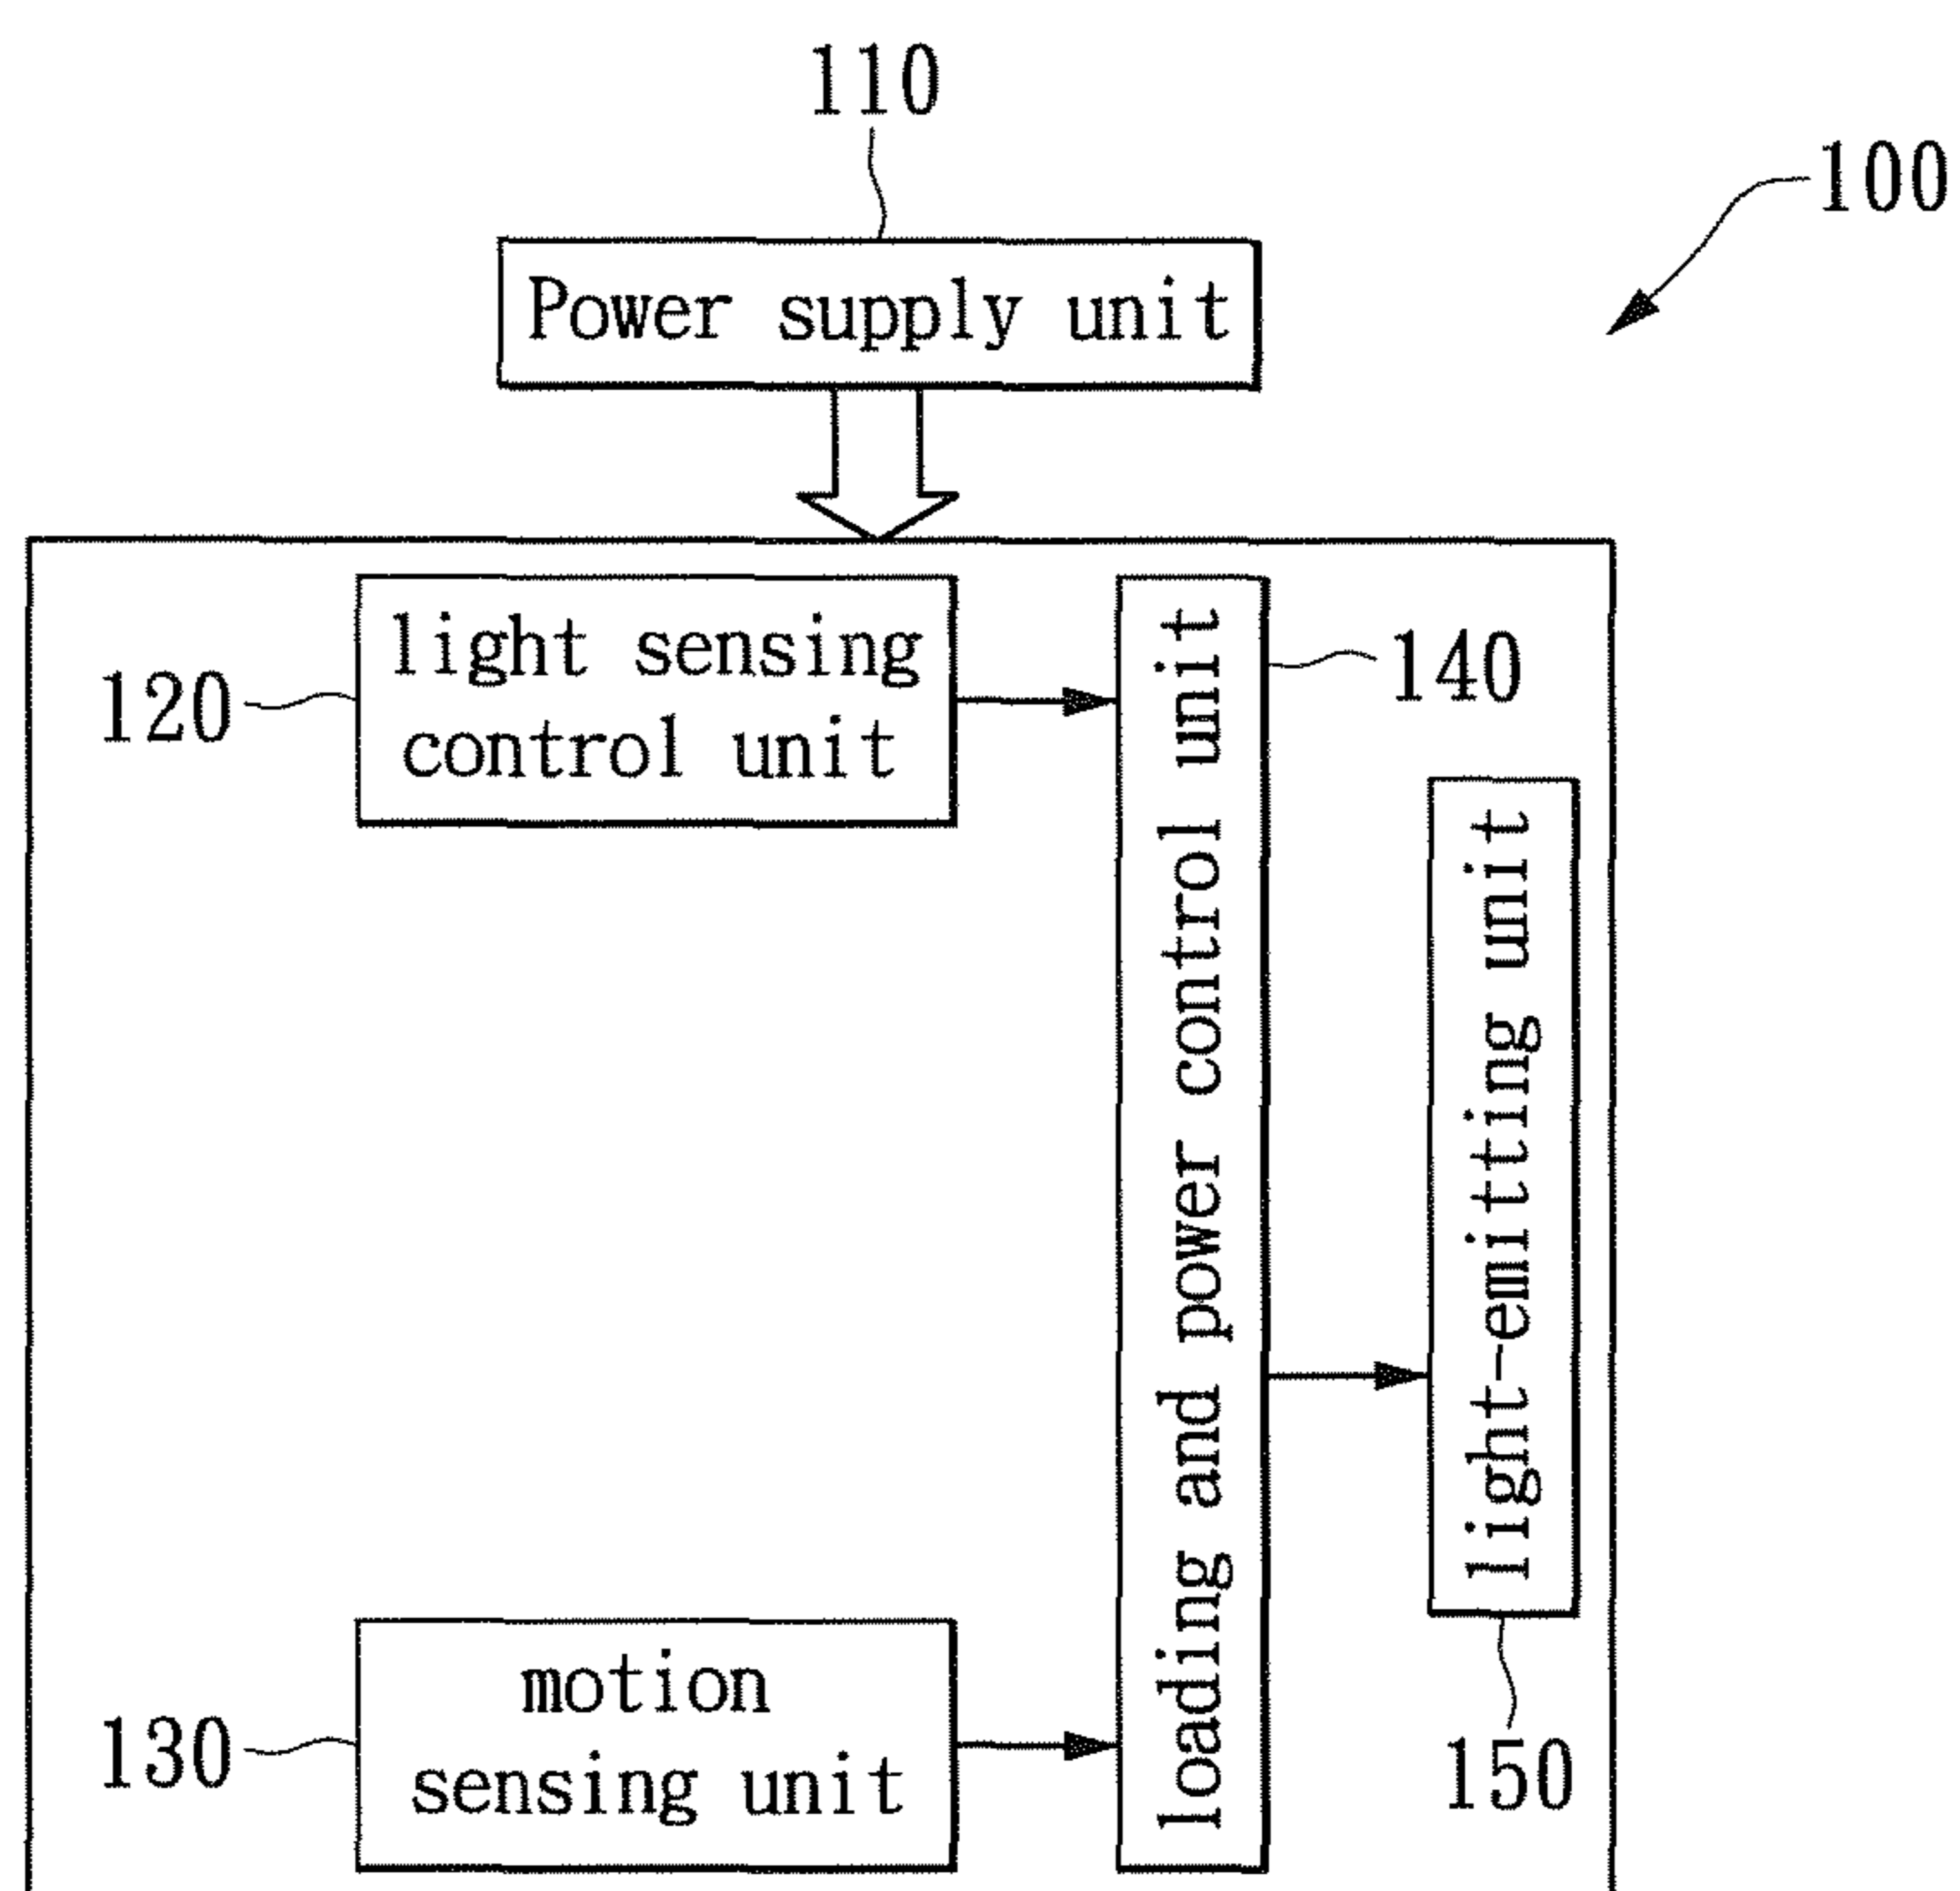 110
100
Power supply unit
light sensing
control unit
120
140
loading and power control unit
light-emitting unit
motion
sensing unit
130
150